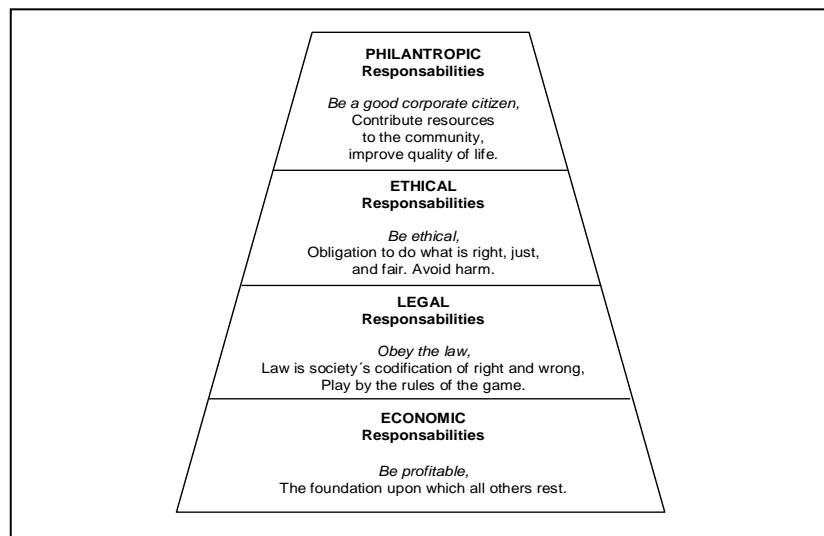 PHILANTROPIC
Responsabilities
Be a good corporate citizen,
Contribute resources
to the community,
improve quality of life.
ETHICAL
Responsabilities
Be ethical,
Obligation to do what is right, just,
and fair. Avoid harm.
LEGAL
Responsabilities
Obey the law,
Law is society´s codification of right and wrong,
Play by the rules of the game.
ECONOMIC
Responsabilities
Be profitable,
The foundation upon which all others rest.